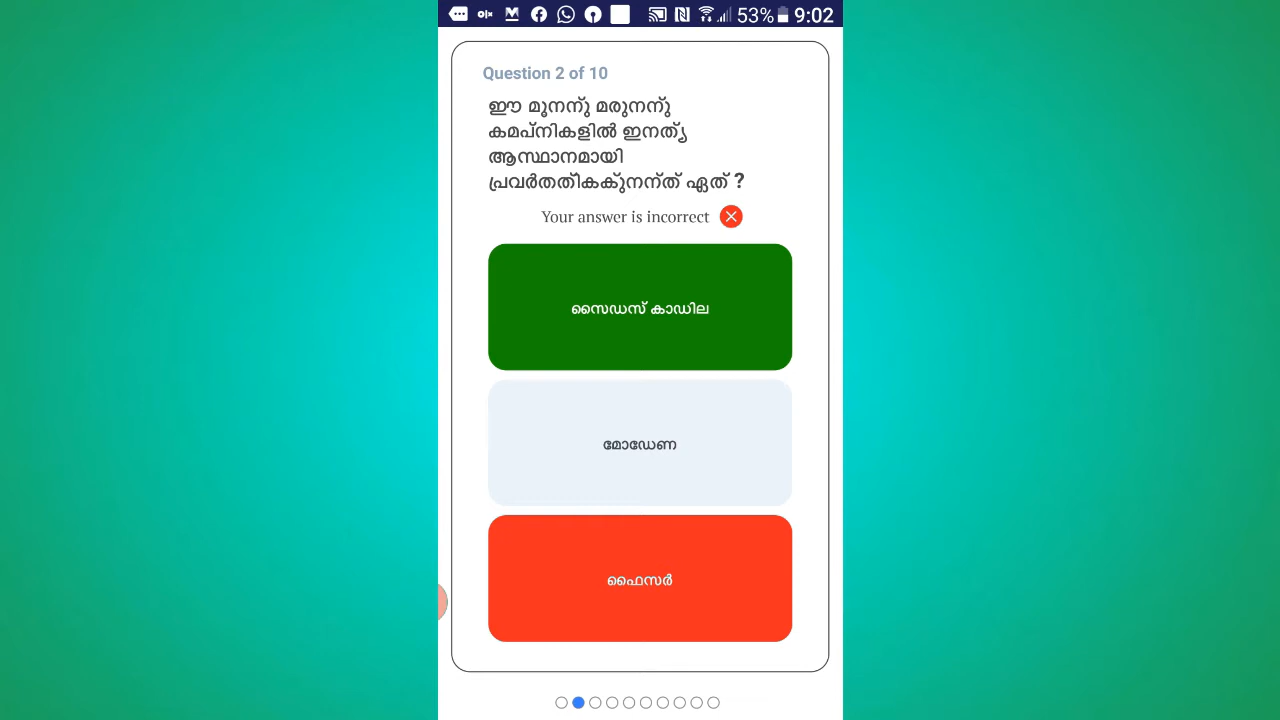 53% 9:02
Question 2 of 10
ഈ മൂനന്ു മരുനന്ു
കമപ്നികളിൽ ഇനത്യ്
ആസ്ഥാനമായി
പ്രവർതതി്കകു്നന്ത് ഏത് ?
Your answer is incorrect
സൈഡസ് കാഡില
മോഡേണ
ഫൈസർ